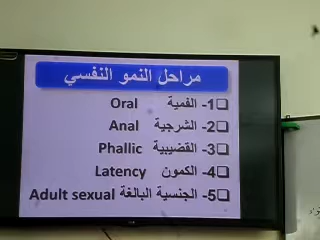 مراحل النمو النفسي
1- الفمية Oral
2- الشرجية Anal
3- القضيبية Phallic
4- الكمون Latency
5- الجنسية البالغة Adult sexual